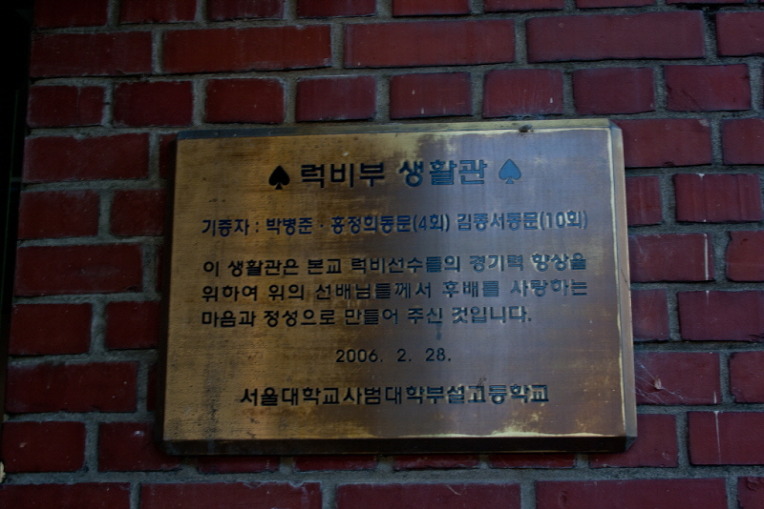 ♠ 럭비부 생활관 ♠
기증자 : 박병준 · 홍정희동문(4회) 김종서동문(10회)
이 생활관은 본교 럭비선수들의 경기력 향상을
위하여 위의 선배님들께서 후배를 사랑하는
마음과 정성으로 만들어 주신 것입니다.
2006. 2. 28.
서울대학교사범대학부설고등학교